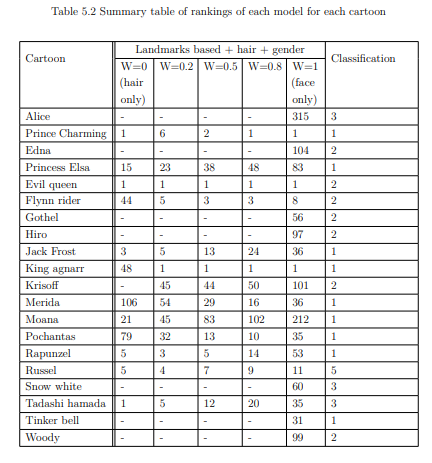 Table 5.2 Summary table of rankings of each model for each cartoon
Cartoon Landmarks based + hair + gender Classification
W=0 (hair only) W=0.2 W=0.5 W=0.8 W=1 (face only)
Alice - - - - 315 3
Prince Charming 1 6 2 1 1 1
Edna - - - - 104 2
Princess Elsa 15 23 38 48 83 1
Evil queen 1 1 1 1 1 2
Flynn rider 44 5 3 3 8 2
Gothel - - - - 56 2
Hiro - - - - 97 2
Jack Frost 3 5 13 24 36 1
King agnarr 48 1 1 1 1 1
Krisoff - 45 44 50 101 2
Merida 106 54 29 16 36 1
Moana 21 45 83 102 212 1
Pochantas 79 32 13 10 35 1
Rapunzel 5 3 5 14 53 1
Russel 5 4 7 9 11 5
Snow white - - - - 60 3
Tadashi hamada 1 5 12 20 35 3
Tinker bell - - - - 31 1
Woody - - - - 99 2